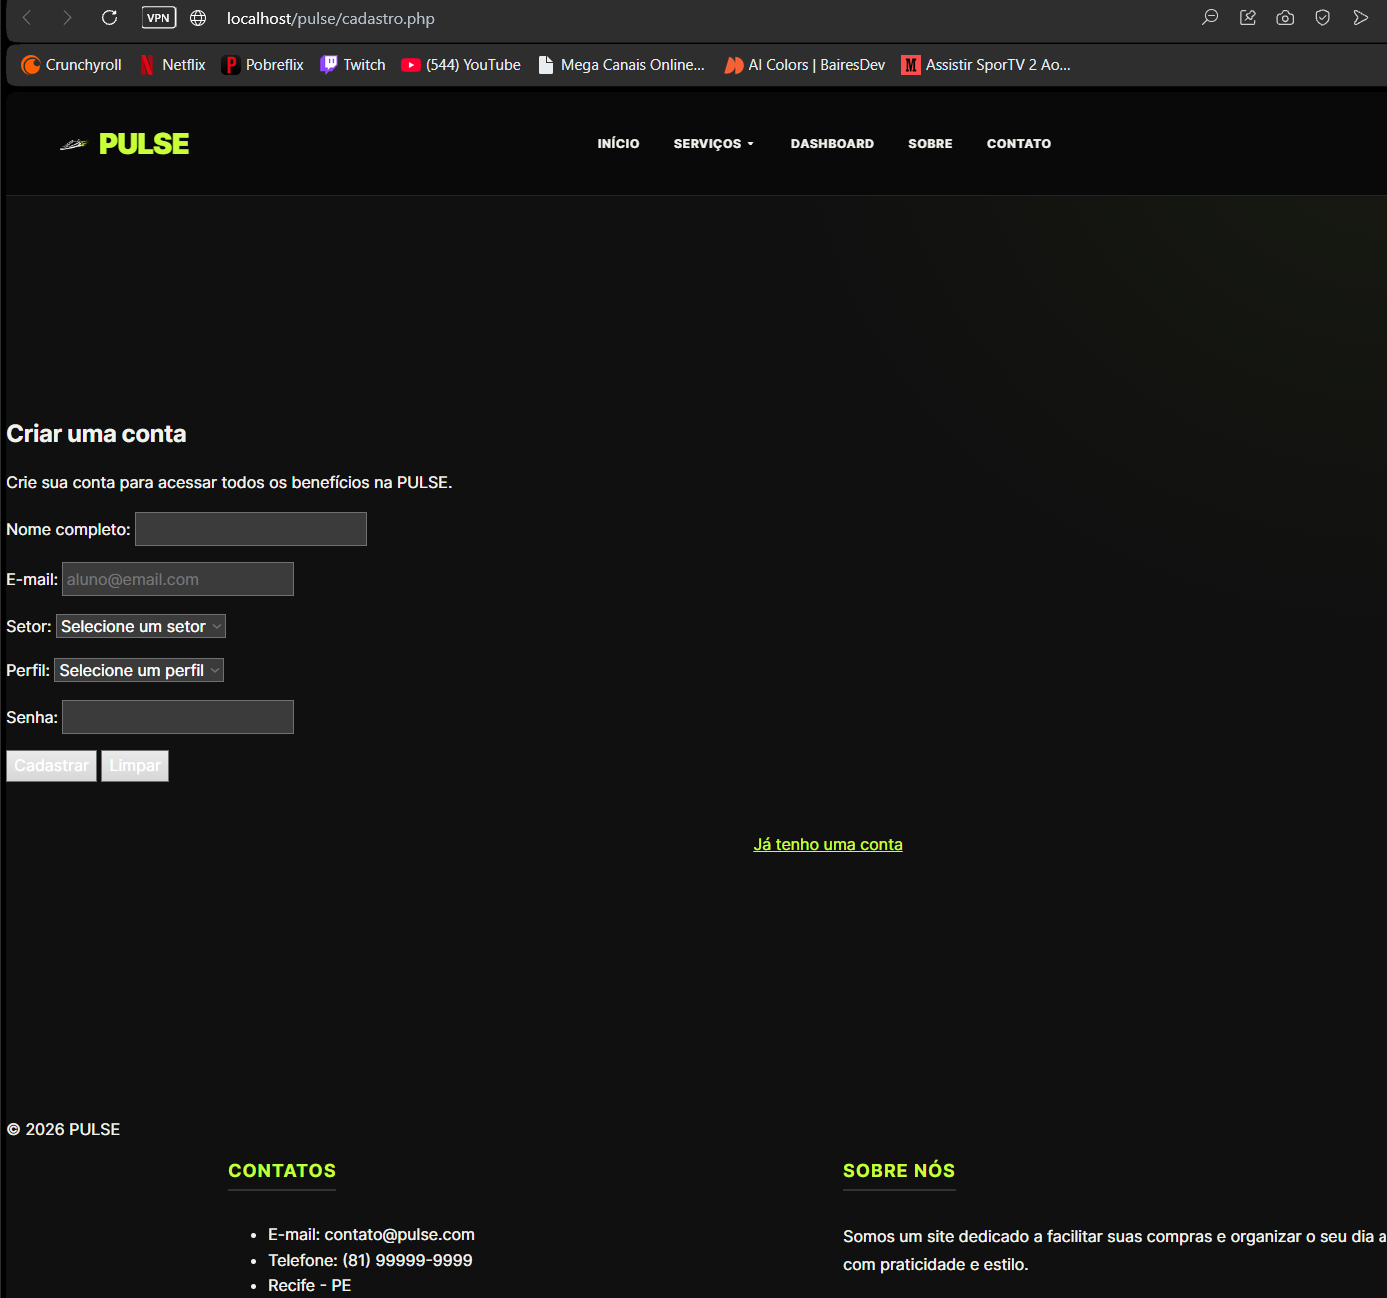 VPN localhost/pulse/cadastro.php
Crunchyroll Netflix Pobreflix Twitch (544) YouTube Mega Canais Online... AI Colors | BairesDev M Assistir SporTV 2 Ao...
PULSE INÍCIO SERVIÇOS DASHBOARD SOBRE CONTATO
Criar uma conta
Crie sua conta para acessar todos os benefícios na PULSE.
Nome completo:
E-mail: aluno@email.com
Setor: Selecione um setor
Perfil: Selecione um perfil
Senha:
Cadastrar Limpar
Já tenho uma conta
© 2026 PULSE
CONTATOS
E-mail: contato@pulse.com
Telefone: (81) 99999-9999
Recife - PE
SOBRE NÓS
Somos um site dedicado a facilitar suas compras e organizar o seu dia a
com praticidade e estilo.